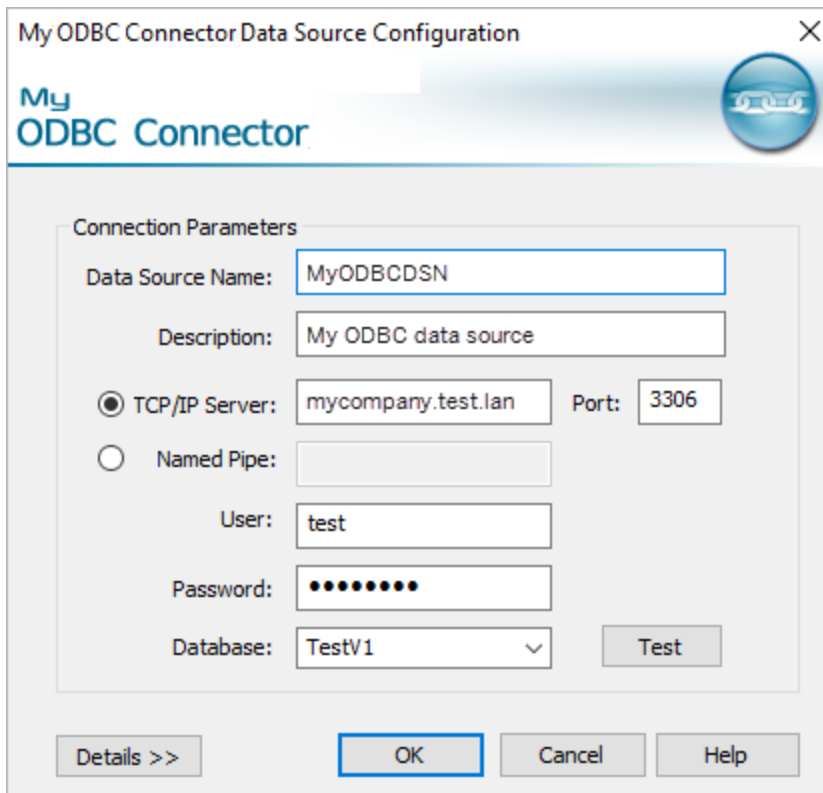 My ODBC Connector Data Source Configuration
My
ODBC Connector
Connection Parameters
Data Source Name: MyODBCDSN
Description: My ODBC data source
TCP/IP Server: mycompany.test.lan Port: 3306
Named Pipe:
User: test
Password: ••••••••
Database: TestV1 Test
Details >> OK Cancel Help